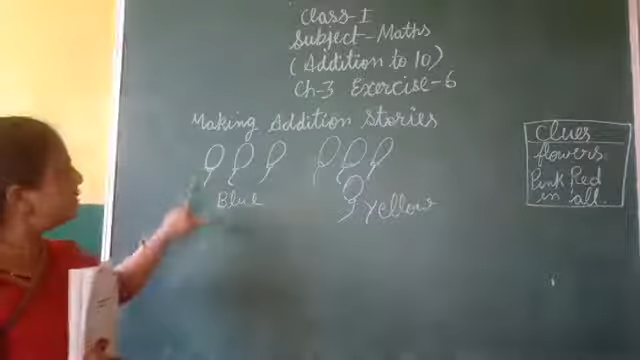 Class-I
Subject-Maths
(Addition to 10)
Ch-3 Exercise-6
Making Addition Stories
Blue
Yellow
Clues
flowers
Pink Red
in all.